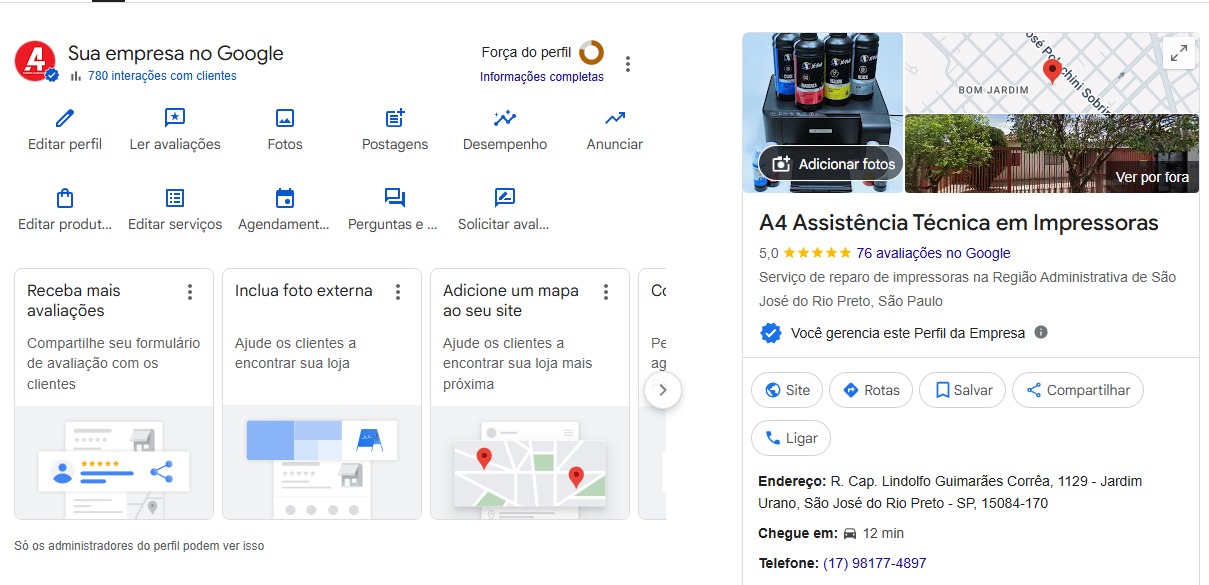 Sua empresa no Google
780 interações com clientes
Força do perfil
Informações completas
Editar perfil
Ler avaliações
Fotos
Postagens
Desempenho
Anunciar
Editar produt...
Editar serviços
Agendament...
Perguntas e ...
Solicitar aval...
Receba mais
avaliações
Compartilhe seu formulário
de avaliação com os
clientes
Inclua foto externa
Ajude os clientes a
encontrar sua loja
Adicione um mapa
ao seu site
Ajude os clientes a
encontrar sua loja mais
próxima
Só os administradores do perfil podem ver isso
BOM JARDIM
Adicionar fotos
Ver por fora
A4 Assistência Técnica em Impressoras
5,0 76 avaliações no Google
Serviço de reparo de impressoras na Região Administrativa de São
José do Rio Preto, São Paulo
Você gerencia este Perfil da Empresa
Site
Rotas
Salvar
Compartilhar
Ligar
Endereço: R. Cap. Lindolfo Guimarães Corrêa, 1129 - Jardim
Urano, São José do Rio Preto - SP, 15084-170
Chegue em: 12 min
Telefone: (17) 98177-4897